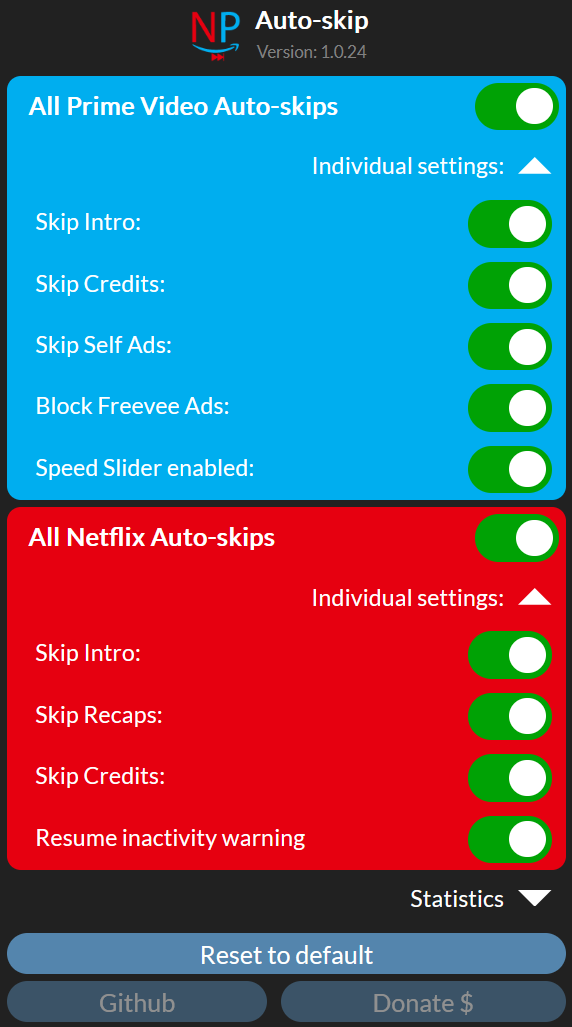 NP
Auto-skip
Version: 1.0.24
All Prime Video Auto-skips
Individual settings:
Skip Intro:
Skip Credits:
Skip Self Ads:
Block Freevee Ads:
Speed Slider enabled:
All Netflix Auto-skips
Individual settings:
Skip Intro:
Skip Recaps:
Skip Credits:
Resume inactivity warning
Statistics
Reset to default
Github
Donate $